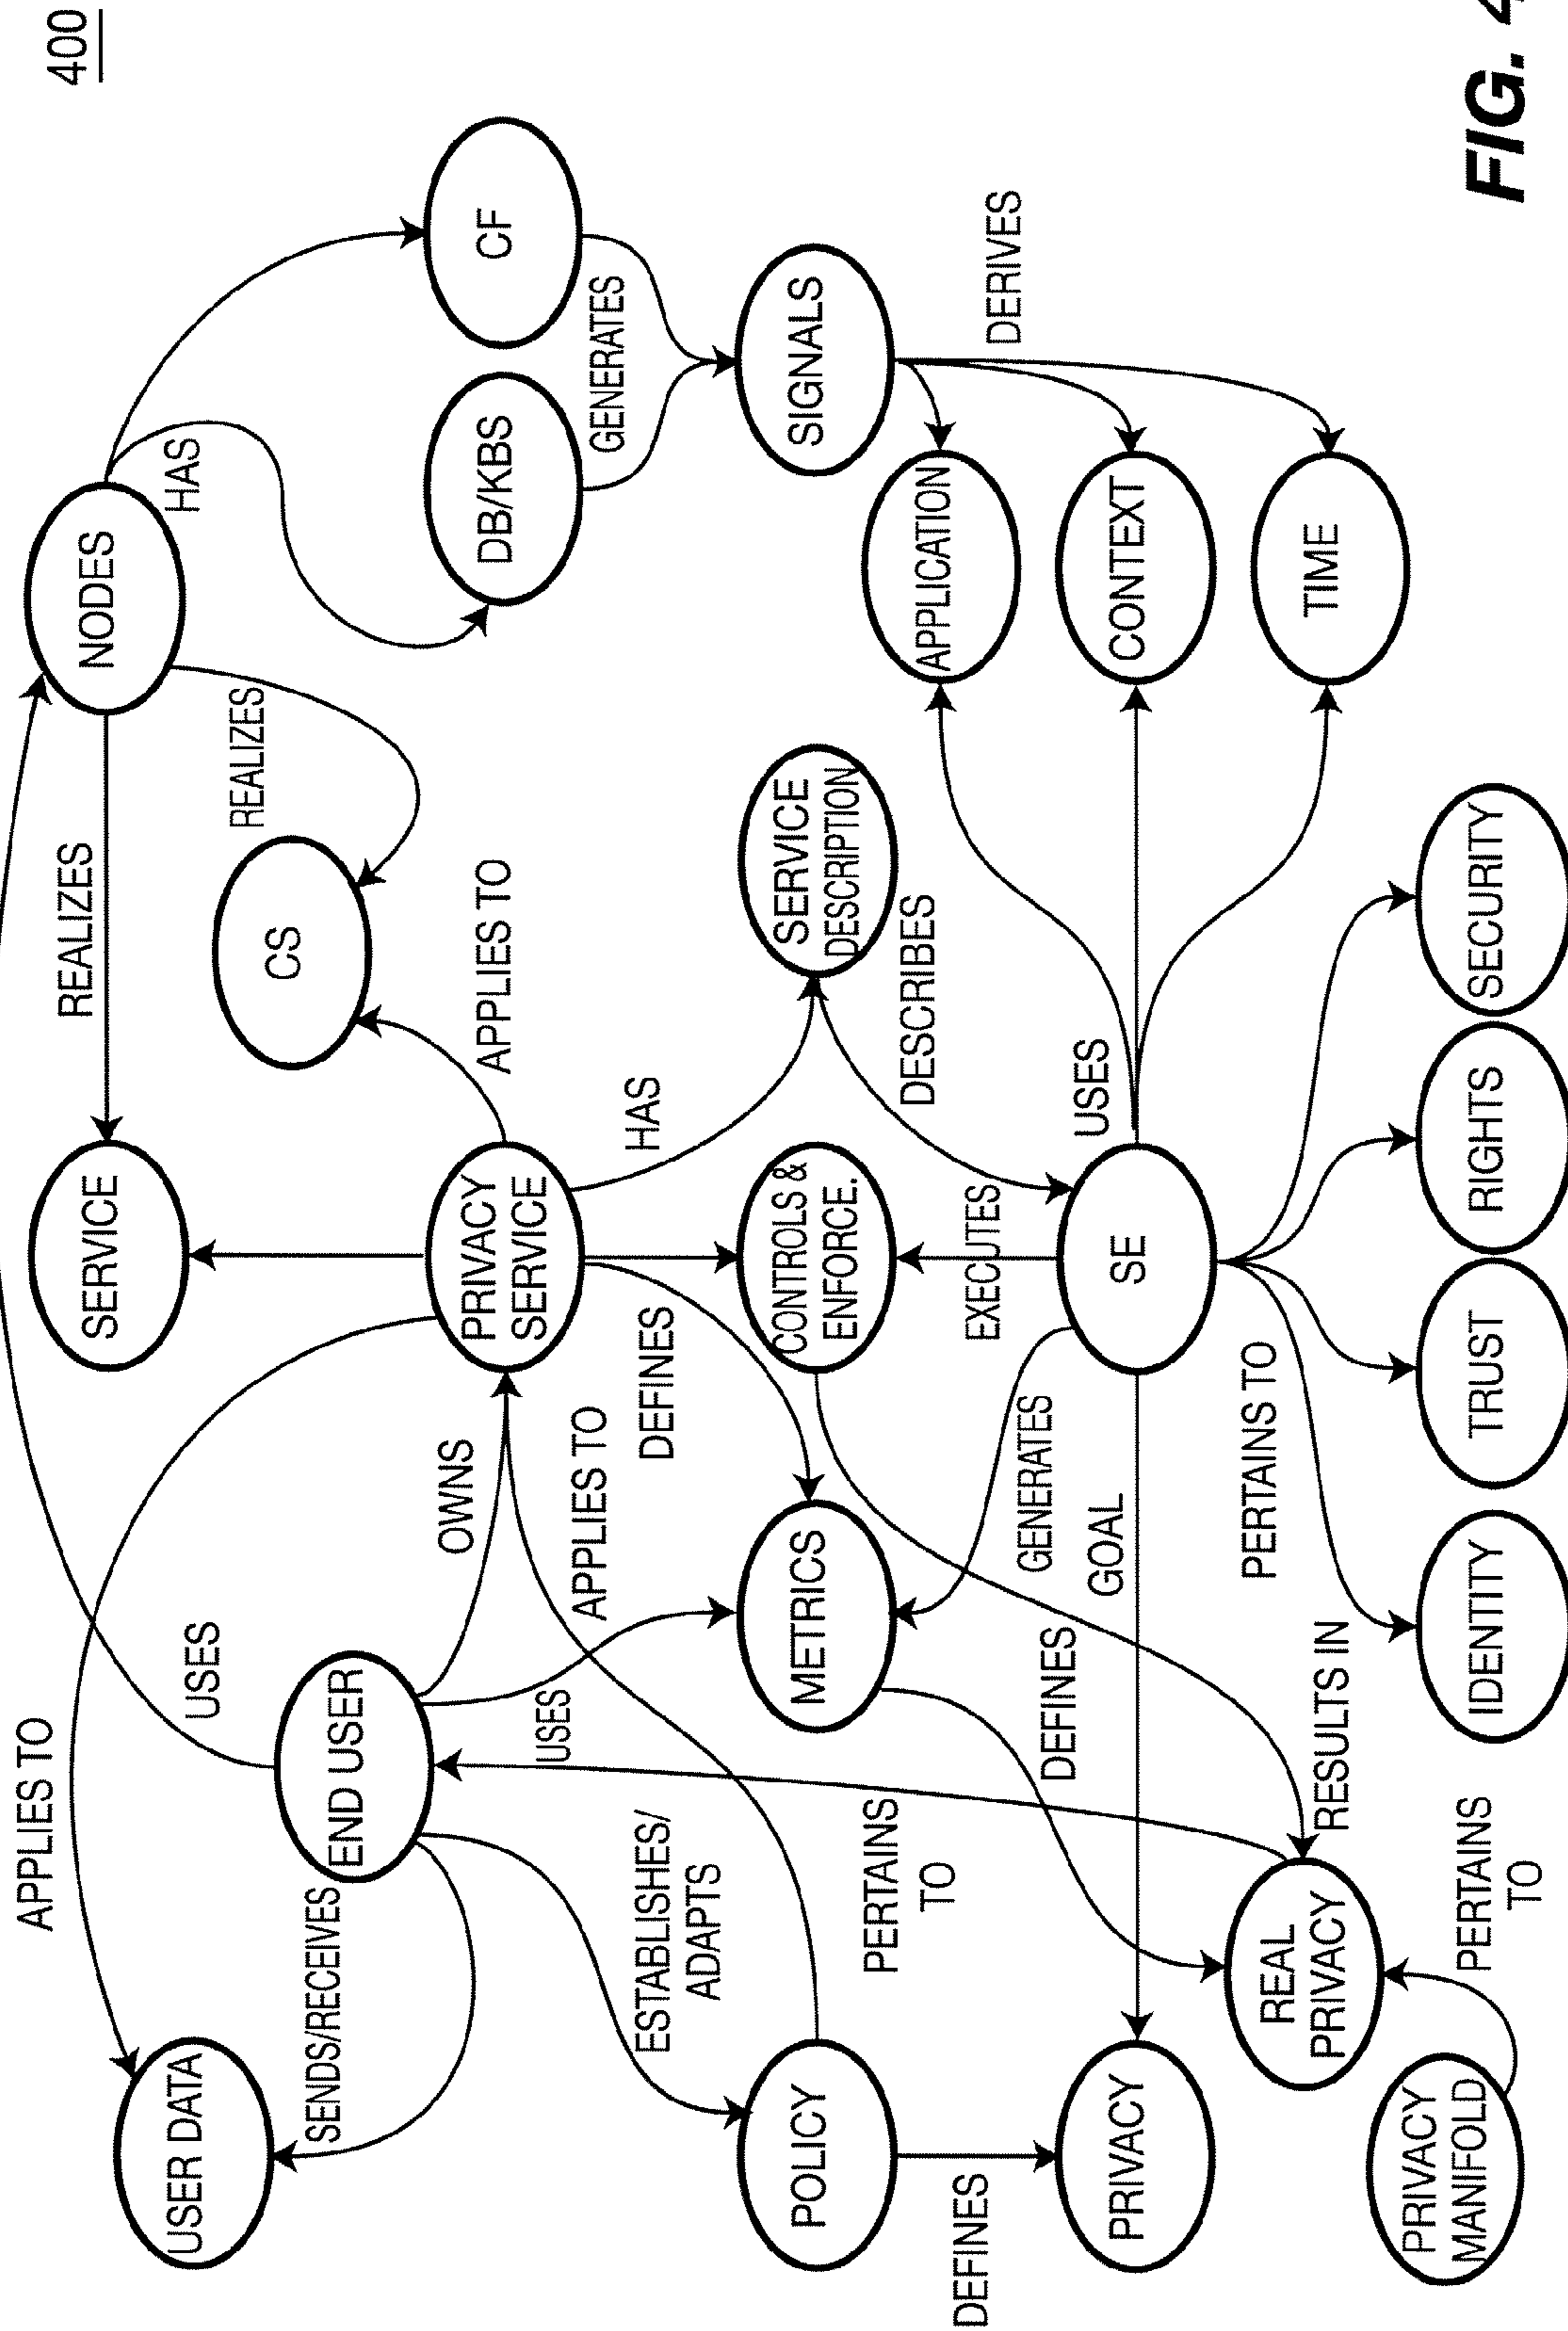 400
USER DATA
APPLIES TO
SENDS/RECEIVES
END USER
USES
SERVICE
REALIZES
NODES
CS
REALIZES
HAS
ESTABLISHES/
ADAPTS
USES
OWNS
APPLIES TO
PRIVACY
SERVICE
APPLIES TO
DB/KBS
CF
GENERATES
DEFINES
HAS
POLICY
PERTAINS
TO
METRICS
CONTROLS &
ENFORCE.
SERVICE
DESCRIPTION
SIGNALS
DEFINES
DEFINES
GENERATES
GOAL
EXECUTES
DESCRIBES
USES
APPLICATION
DERIVES
PRIVACY
SE
CONTEXT
REAL
PRIVACY
RESULTS IN
PERTAINS TO
TIME
PRIVACY
MANIFOLD
PERTAINS
TO
IDENTITY
TRUST
RIGHTS
SECURITY